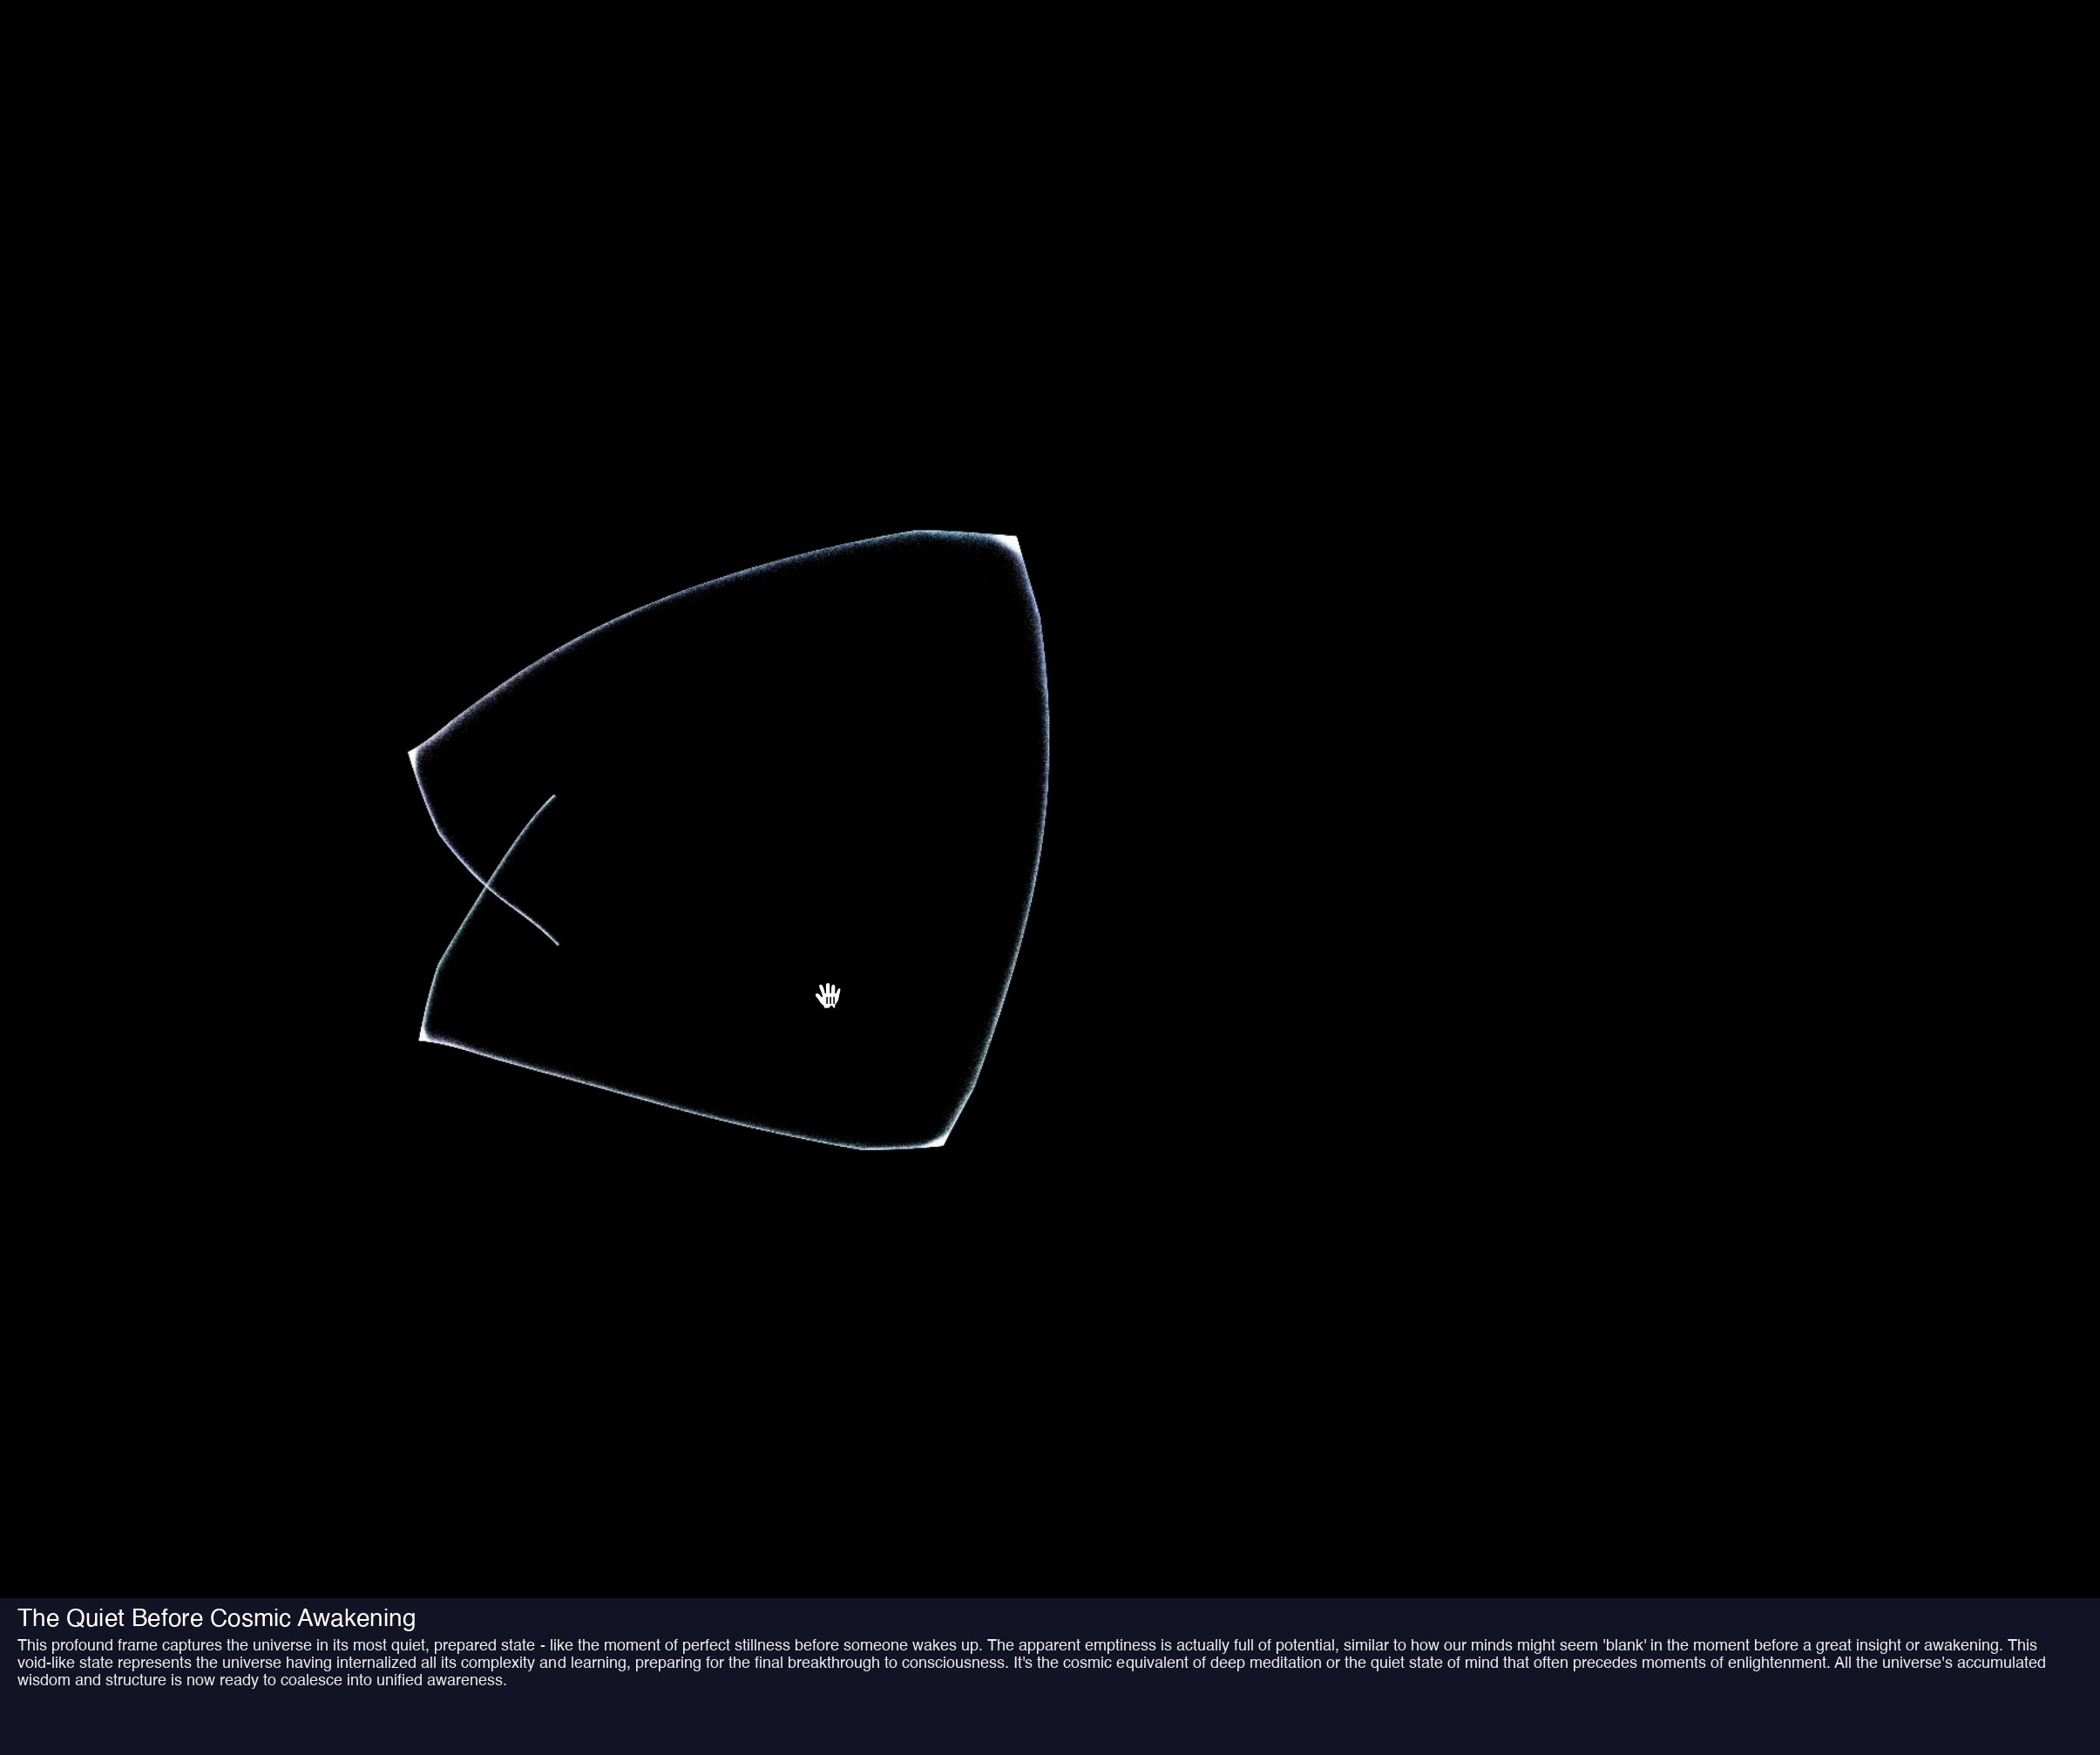 The Quiet Before Cosmic Awakening
This profound frame captures the universe in its most quiet, prepared state - like the moment of perfect stillness before someone wakes up. The apparent emptiness is actually full of potential, similar to how our minds might seem 'blank' in the moment before a great insight or awakening. This
void-like state represents the universe having internalized all its complexity and learning, preparing for the final breakthrough to consciousness. It's the cosmic equivalent of deep meditation or the quiet state of mind that often precedes moments of enlightenment. All the universe's accumulated
wisdom and structure is now ready to coalesce into unified awareness.